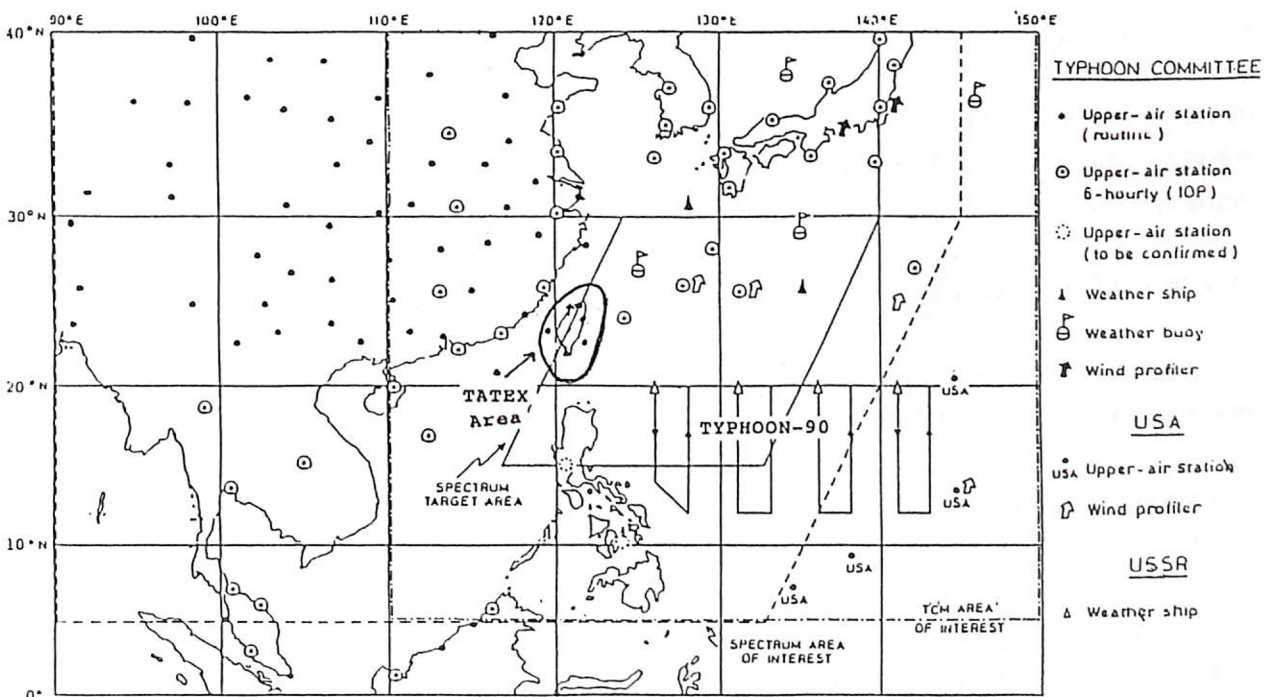 90°E 100°E 110°E 120°E 130°E 140°E 150°E
40°N
30°N
20°N
10°N
0°
TATEX
Area
TYPHOON-90
SPECTRUM
TARGET AREA
USA
USA
USA
USA
SPECTRUM AREA
OF INTEREST
'TCM AREA'
OF INTEREST
TYPHOON COMMITTEE
Upper-air station
(routine)
Upper-air station
6-hourly (IOP)
Upper-air station
(to be confirmed)
Weather ship
Weather buoy
Wind profiler
USA
USA Upper-air station
Wind profiler
USSR
Weather ship